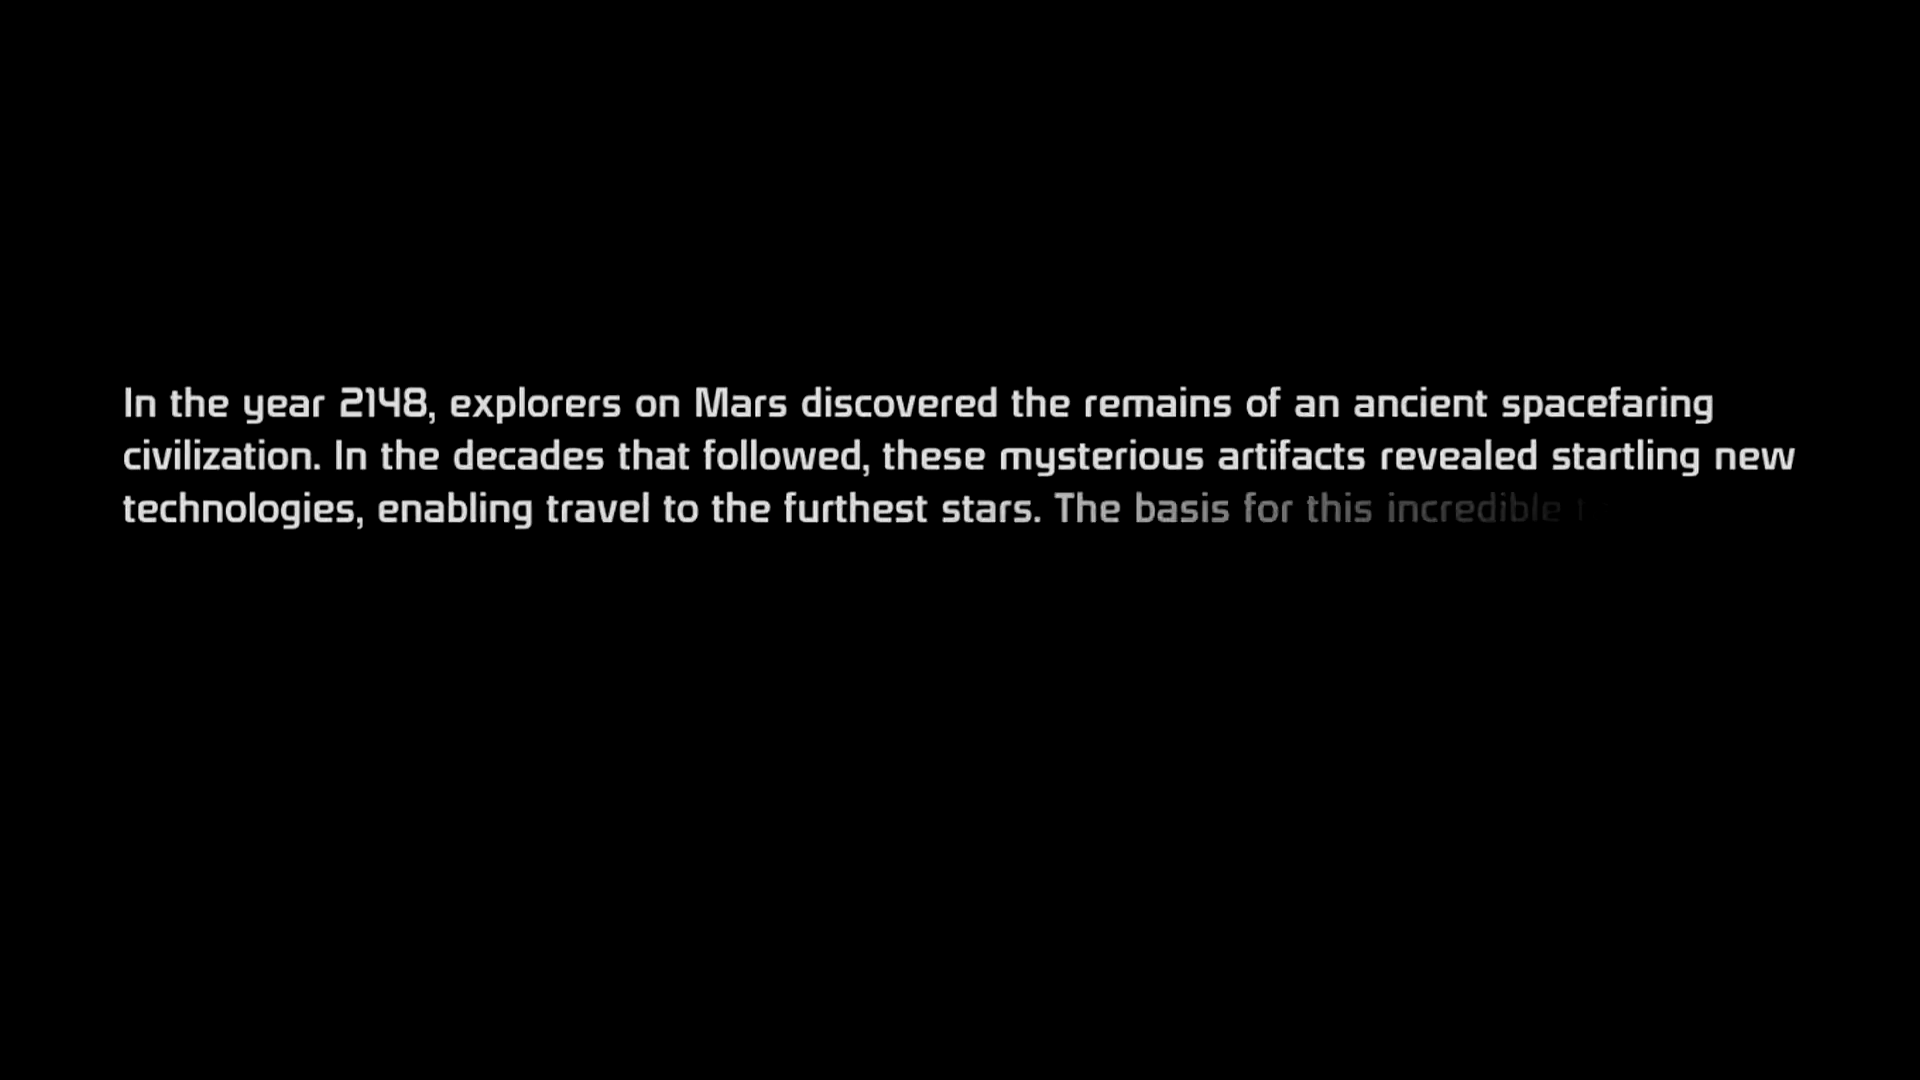 In the year 2148, explorers on Mars discovered the remains of an ancient spacefaring
civilization. In the decades that followed, these mysterious artifacts revealed startling new
technologies, enabling travel to the furthest stars. The basis for this incredible